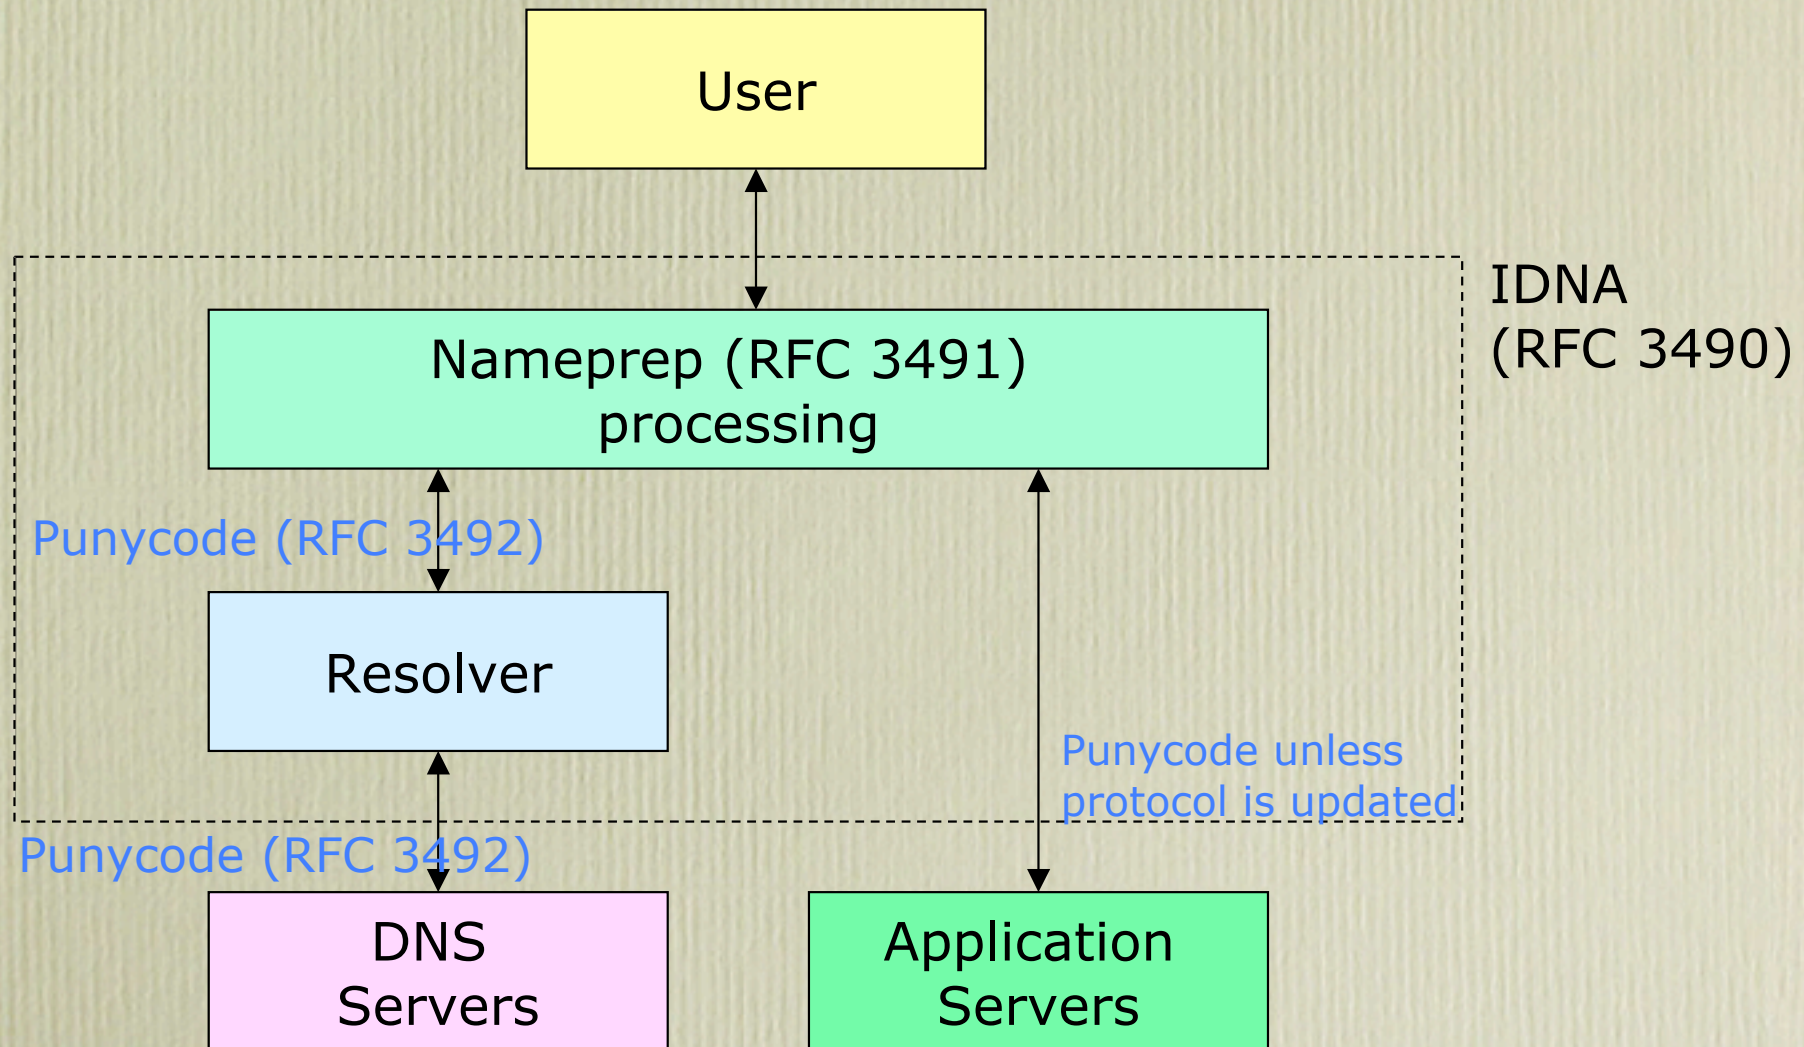 User
IDNA
(RFC 3490)
Nameprep (RFC 3491)
processing
Punycode (RFC 3492)
Resolver
Punycode unless
protocol is updated
Punycode (RFC 3492)
DNS
Servers
Application
Servers